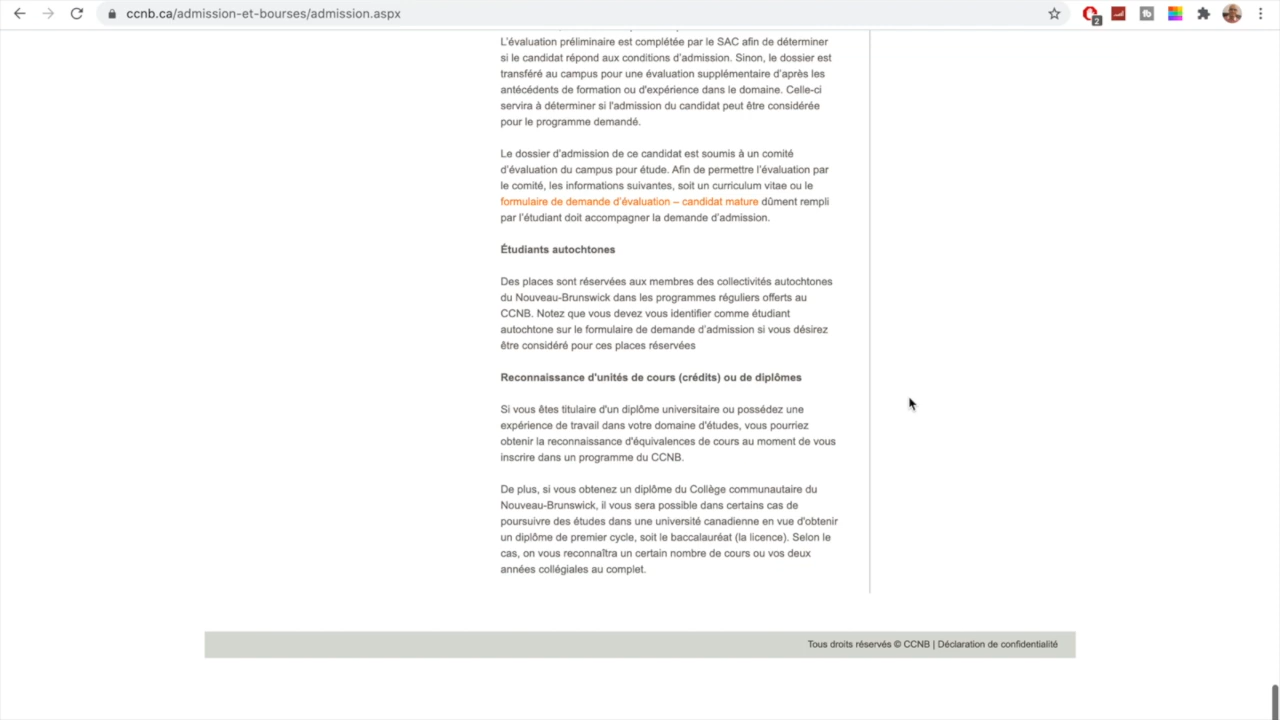 ccnb.ca/admission-et-bourses/admission.aspx
2
L'évaluation préliminaire est complétée par le SAC afin de déterminer
si le candidat répond aux conditions d'admission. Sinon, le dossier est
transféré au campus pour une évaluation supplémentaire d'après les
antécédents de formation ou d'expérience dans le domaine. Celle-ci
servira à déterminer si l'admission du candidat peut être considérée
pour le programme demandé.
Le dossier d'admission de ce candidat est soumis à un comité
d'évaluation du campus pour étude. Afin de permettre l'évaluation par
le comité, les informations suivantes, soit un curriculum vitae ou le
formulaire de demande d'évaluation – candidat mature dûment rempli
par l'étudiant doit accompagner la demande d'admission.
Étudiants autochtones
Des places sont réservées aux membres des collectivités autochtones
du Nouveau-Brunswick dans les programmes réguliers offerts au
CCNB. Notez que vous devez vous identifier comme étudiant
autochtone sur le formulaire de demande d'admission si vous désirez
être considéré pour ces places réservées
Reconnaissance d'unités de cours (crédits) ou de diplômes
Si vous êtes titulaire d'un diplôme universitaire ou possédez une
expérience de travail dans votre domaine d'études, vous pourriez
obtenir la reconnaissance d'équivalences de cours au moment de vous
inscrire dans un programme du CCNB.
De plus, si vous obtenez un diplôme du Collège communautaire du
Nouveau-Brunswick, il vous sera possible dans certains cas de
poursuivre des études dans une université canadienne en vue d'obtenir
un diplôme de premier cycle, soit le baccalauréat (la licence). Selon le
cas, on vous reconnaîtra un certain nombre de cours ou vos deux
années collégiales au complet.
Tous droits réservés © CCNB | Déclaration de confidentialité